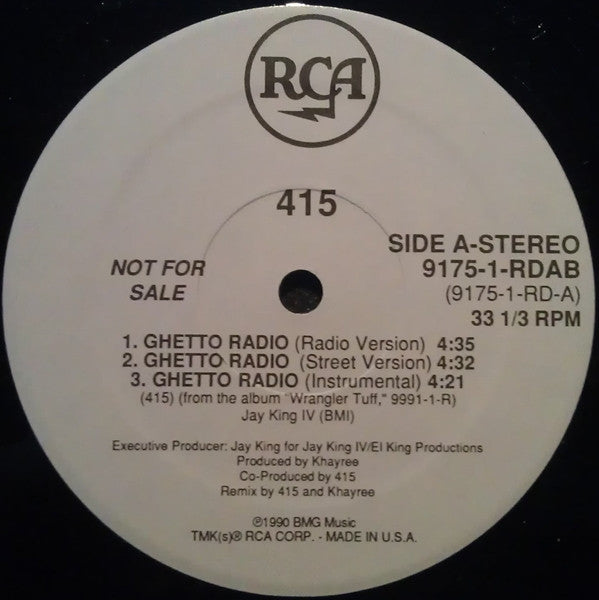 RCA
415
NOT FOR
SALE
SIDE A-STEREO
9175-1-RDAB
(9175-1-RD-A)
33 1/3 RPM
1. GHETTO RADIO (Radio Version) 4:35
2. GHETTO RADIO (Street Version) 4:32
3. GHETTO RADIO (Instrumental) 4:21
(415) (from the album "Wrangler Tuff," 9991-1-R)
Jay King IV (BMI)
Executive Producer: Jay King for Jay King IV/El King Productions
Produced by Khayree
Co-Produced by 415
Remix by 415 and Khayree
℗1990 BMG Music
TMK(s)® RCA CORP. - MADE IN U.S.A.